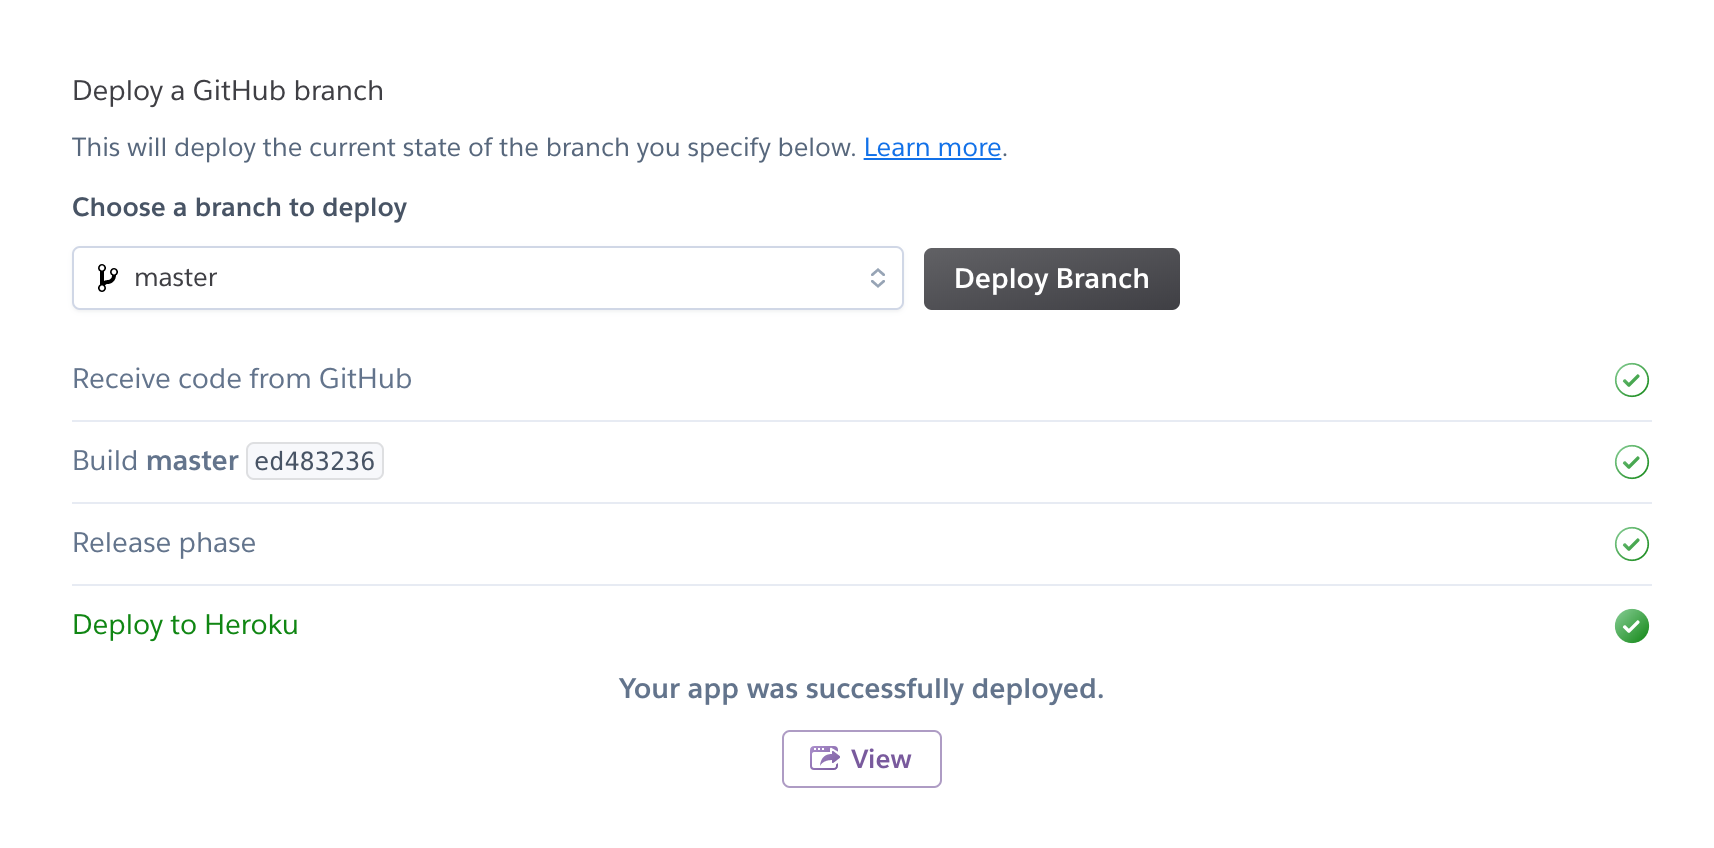 Deploy a GitHub branch
This will deploy the current state of the branch you specify below. Learn more.
Choose a branch to deploy
master
Deploy Branch
Receive code from GitHub
Build master ed483236
Release phase
Deploy to Heroku
Your app was successfully deployed.
View